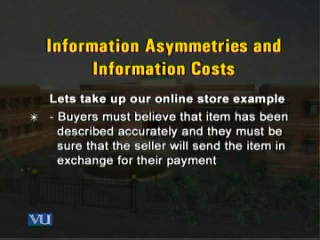 Information Asymmetries and
Information Costs
Lets take up our online store example
✶ - Buyers must believe that item has been
described accurately and they must be
sure that the seller will send the item in
exchange for their payment
VU